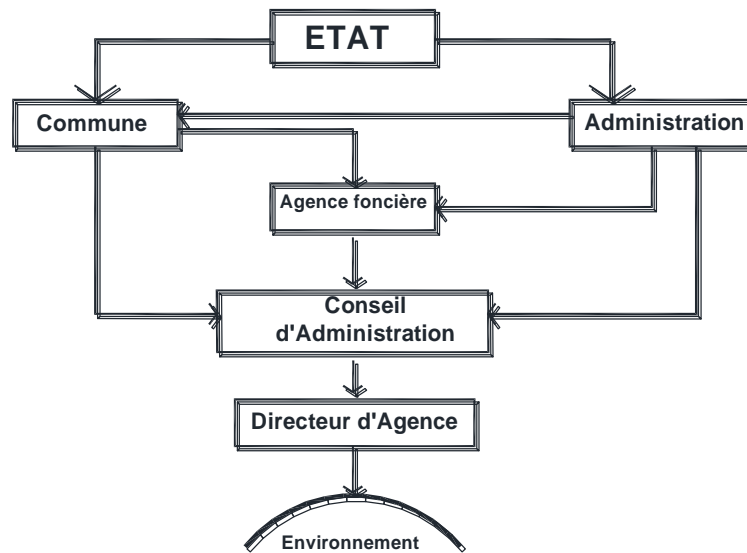 ETAT
Commune
Administration
Agence foncière
Conseil
d'Administration
Directeur d'Agence
Environnement